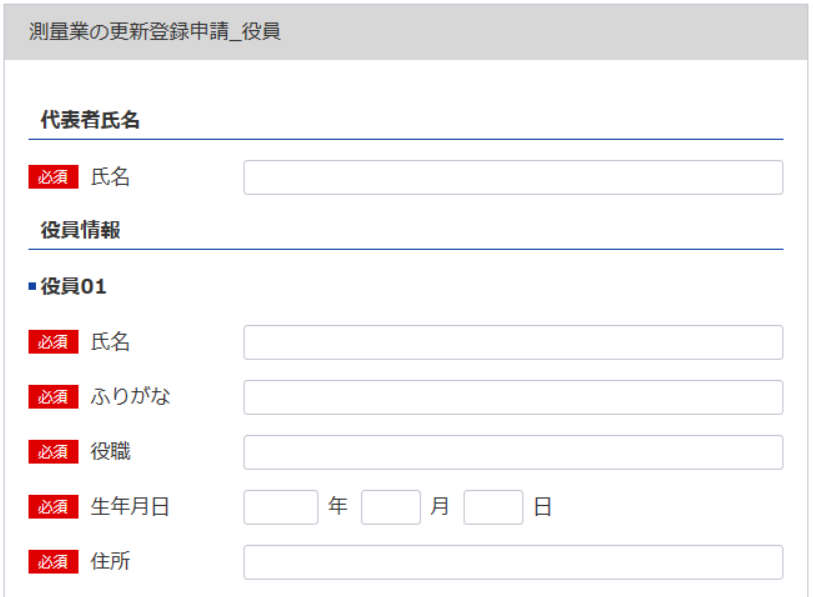 測量業の更新登録申請_役員
代表者氏名
必須 氏名
役員情報
役員01
必須 氏名
必須 ふりがな
必須 役職
必須 生年月日 年 月 日
必須 住所